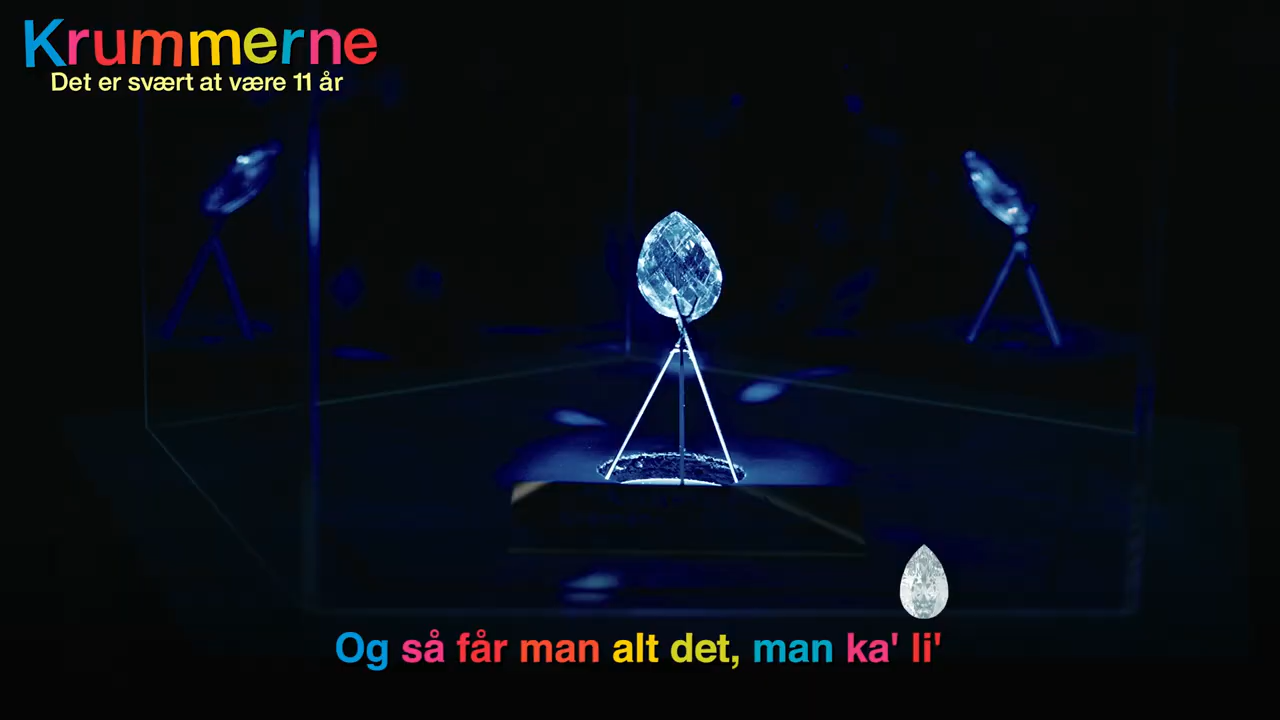 Krummerne
Det er svært at være 11 år
Og så får man alt det, man ka' li'